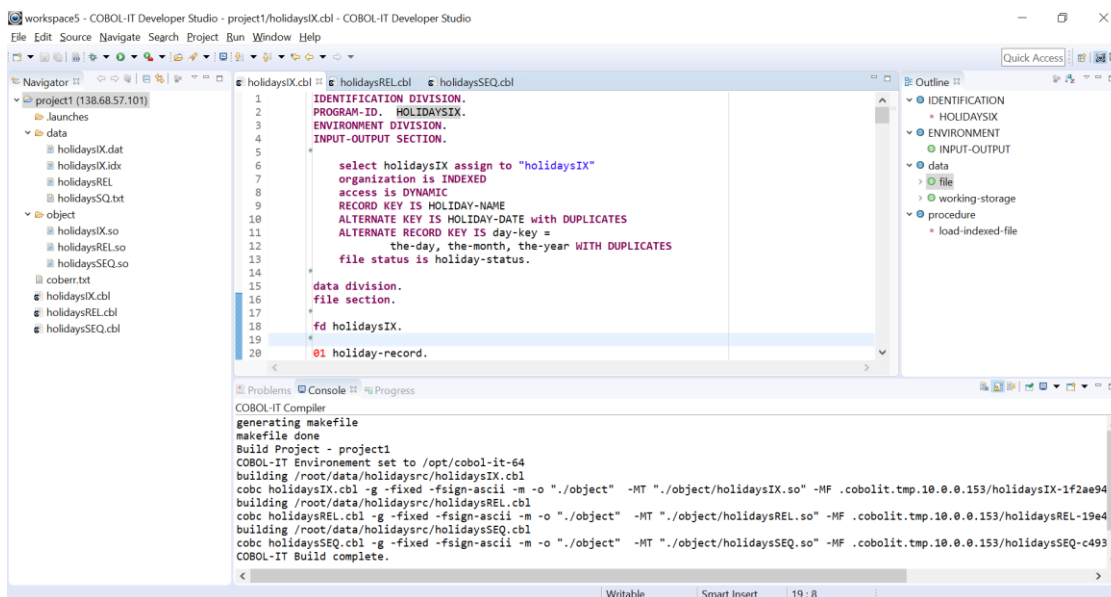 workspace5 - COBOL-IT Developer Studio - project1/holidaysIX.cbl - COBOL-IT Developer Studio
File Edit Source Navigate Search Project Run Window Help
Quick Access
Navigator
project1 (138.68.57.101)
.launches
data
holidaysIX.dat
holidaysIX.idx
holidaysREL
holidaysSQ.txt
object
holidaysIX.so
holidaysREL.so
holidaysSEQ.so
coberr.txt
holidaysIX.cbl
holidaysREL.cbl
holidaysSEQ.cbl
holidaysIX.cbl holidaysREL.cbl holidaysSEQ.cbl
1 IDENTIFICATION DIVISION.
2 PROGRAM-ID. HOLIDAYSIX.
3 ENVIRONMENT DIVISION.
4 INPUT-OUTPUT SECTION.
5 *
6 select holidaysIX assign to "holidaysIX"
7 organization is INDEXED
8 access is DYNAMIC
9 RECORD KEY IS HOLIDAY-NAME
10 ALTERNATE KEY IS HOLIDAY-DATE with DUPLICATES
11 ALTERNATE RECORD KEY IS day-key =
12 the-day, the-month, the-year WITH DUPLICATES
13 file status is holiday-status.
14 *
15 data division.
16 file section.
17 *
18 fd holidaysIX.
19 *
20 01 holiday-record.
Outline
IDENTIFICATION
HOLIDAYSIX
ENVIRONMENT
INPUT-OUTPUT
data
file
working-storage
procedure
load-indexed-file
Problems Console Progress
COBOL-IT Compiler
generating makefile
makefile done
Build Project - project1
COBOL-IT Environement set to /opt/cobol-it-64
building /root/data/holidaysrc/holidaysIX.cbl
cobc holidaysIX.cbl -g -fixed -fsign-ascii -m -o "./object" -MT "./object/holidaysIX.so" -MF .cobolit.tmp.10.0.0.153/holidaysIX-1f2ae94
building /root/data/holidaysrc/holidaysREL.cbl
cobc holidaysREL.cbl -g -fixed -fsign-ascii -m -o "./object" -MT "./object/holidaysREL.so" -MF .cobolit.tmp.10.0.0.153/holidaysREL-19e4
building /root/data/holidaysrc/holidaysSEQ.cbl
cobc holidaysSEQ.cbl -g -fixed -fsign-ascii -m -o "./object" -MT "./object/holidaysSEQ.so" -MF .cobolit.tmp.10.0.0.153/holidaysSEQ-c493
COBOL-IT Build complete.
Writable Smart Insert 19 : 8